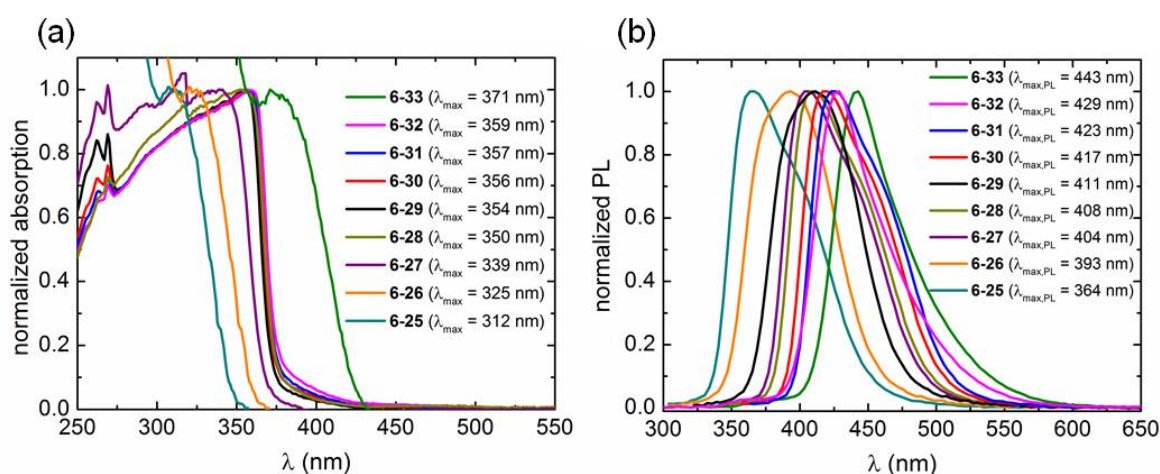 (a)
normalized absorption
1.0
0.8
0.6
0.4
0.2
0.0
250 300 350 400 450 500 550
λ (nm)
6-33 (λmax = 371 nm)
6-32 (λmax = 359 nm)
6-31 (λmax = 357 nm)
6-30 (λmax = 356 nm)
6-29 (λmax = 354 nm)
6-28 (λmax = 350 nm)
6-27 (λmax = 339 nm)
6-26 (λmax = 325 nm)
6-25 (λmax = 312 nm)
(b)
normalized PL
1.0
0.8
0.6
0.4
0.2
0.0
300 350 400 450 500 550 600 650
λ (nm)
6-33 (λmax,PL = 443 nm)
6-32 (λmax,PL = 429 nm)
6-31 (λmax,PL = 423 nm)
6-30 (λmax,PL = 417 nm)
6-29 (λmax,PL = 411 nm)
6-28 (λmax,PL = 408 nm)
6-27 (λmax,PL = 404 nm)
6-26 (λmax,PL = 393 nm)
6-25 (λmax,PL = 364 nm)